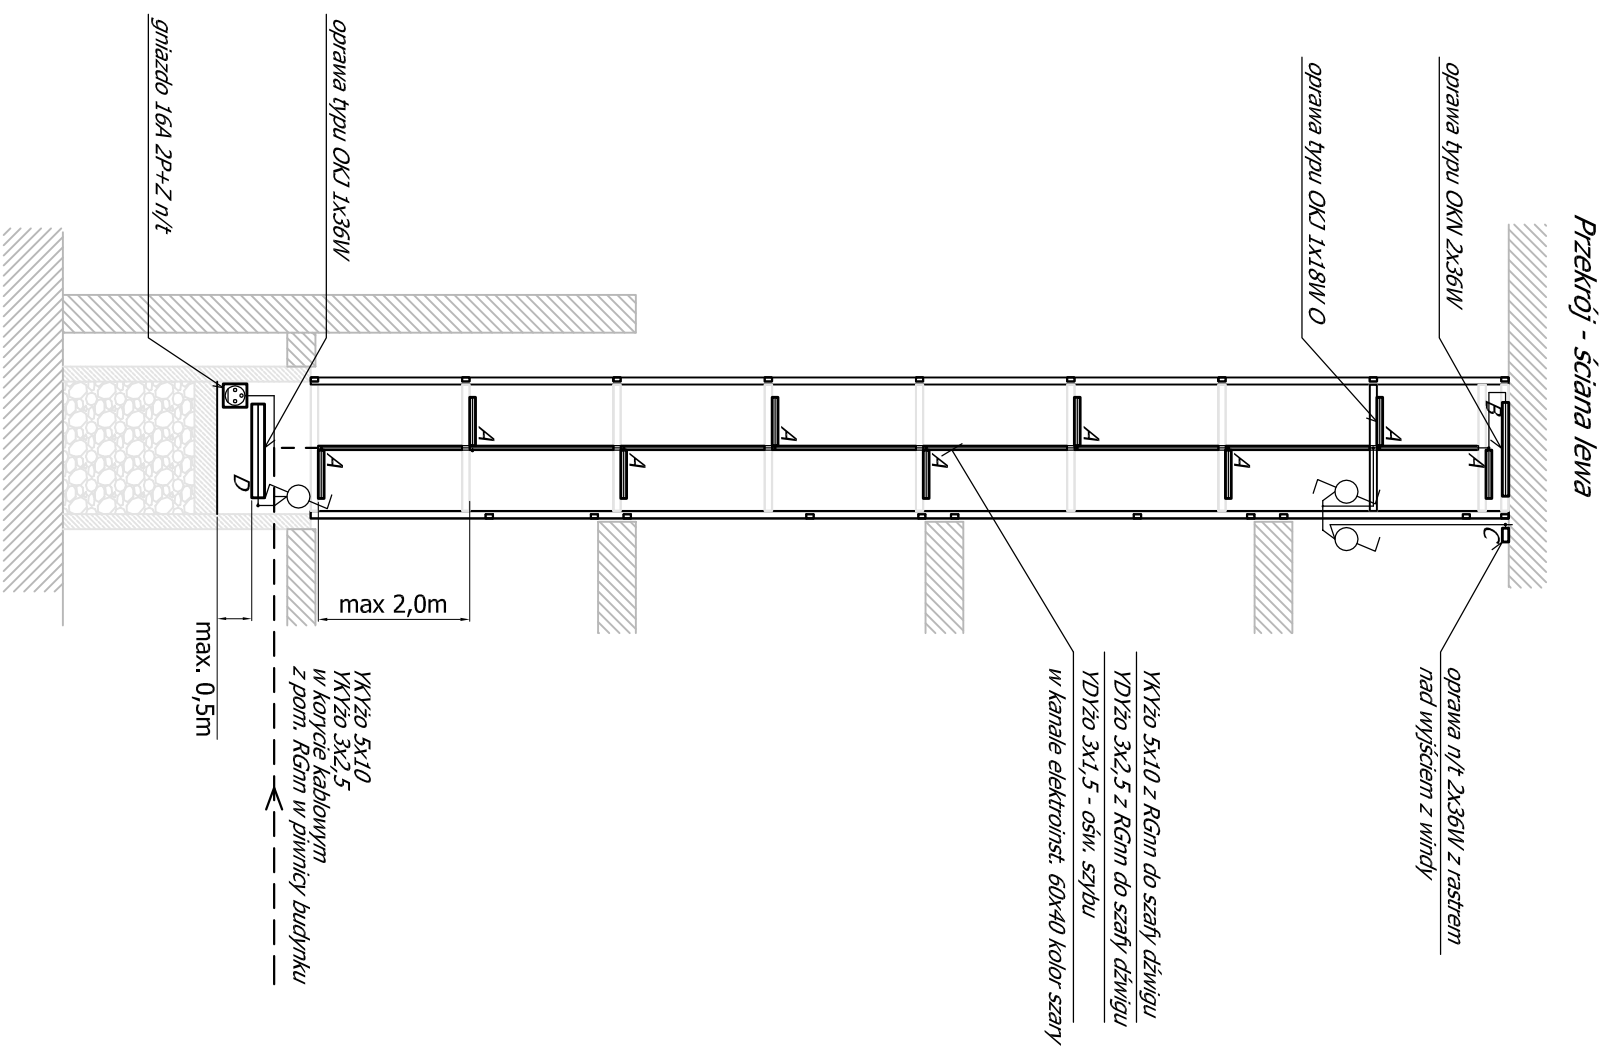 Przekrój - ściana lewa
oprawa typu OKN 2x36W
oprawa typu OKJ 1x18W O
oprawa typu OKJ 1x36W
gniazdo 16A 2P+Z n/t
B
C
A
A
A
A
A
A
A
A
A
D
oprawa n/t 2x36W z rastrem
nad wyjściem z windy
YKYżo 5x10 z RGnn do szafy dźwigu
YDYżo 3x2,5 z RGnn do szafy dźwigu
YDYżo 3x1,5 - ośw. szybu
w kanale elektroinst. 60x40 kolor szary
max 2,0m
max. 0,5m
YKYżo 5x10
YKYżo 3x2,5
w korycie kablowym
z pom. RGnn w piwnicy budynku